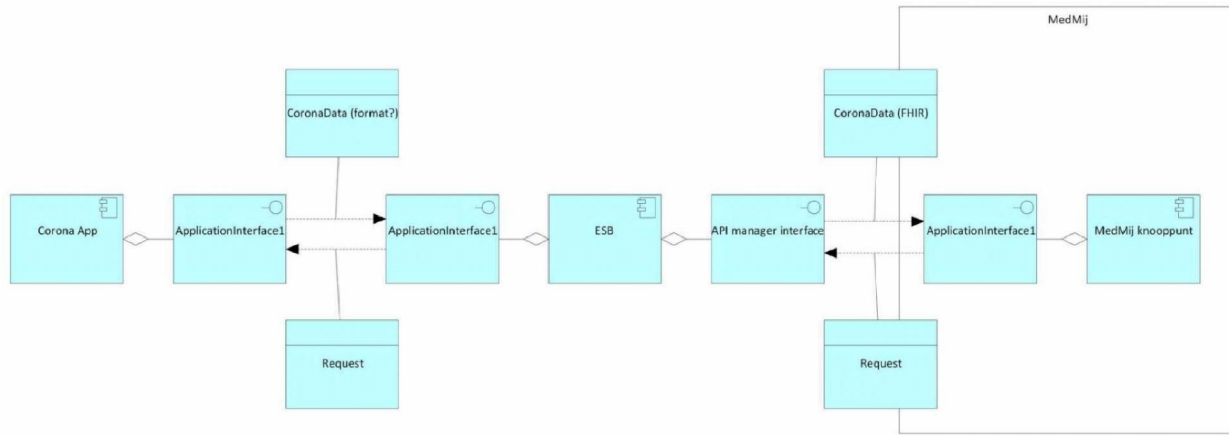 MedMij
CoronaData (format?)
CoronaData (FHIR)
Corona App
ApplicationInterface1
ApplicationInterface1
ESB
API manager interface
ApplicationInterface1
MedMij knooppunt
Request
Request